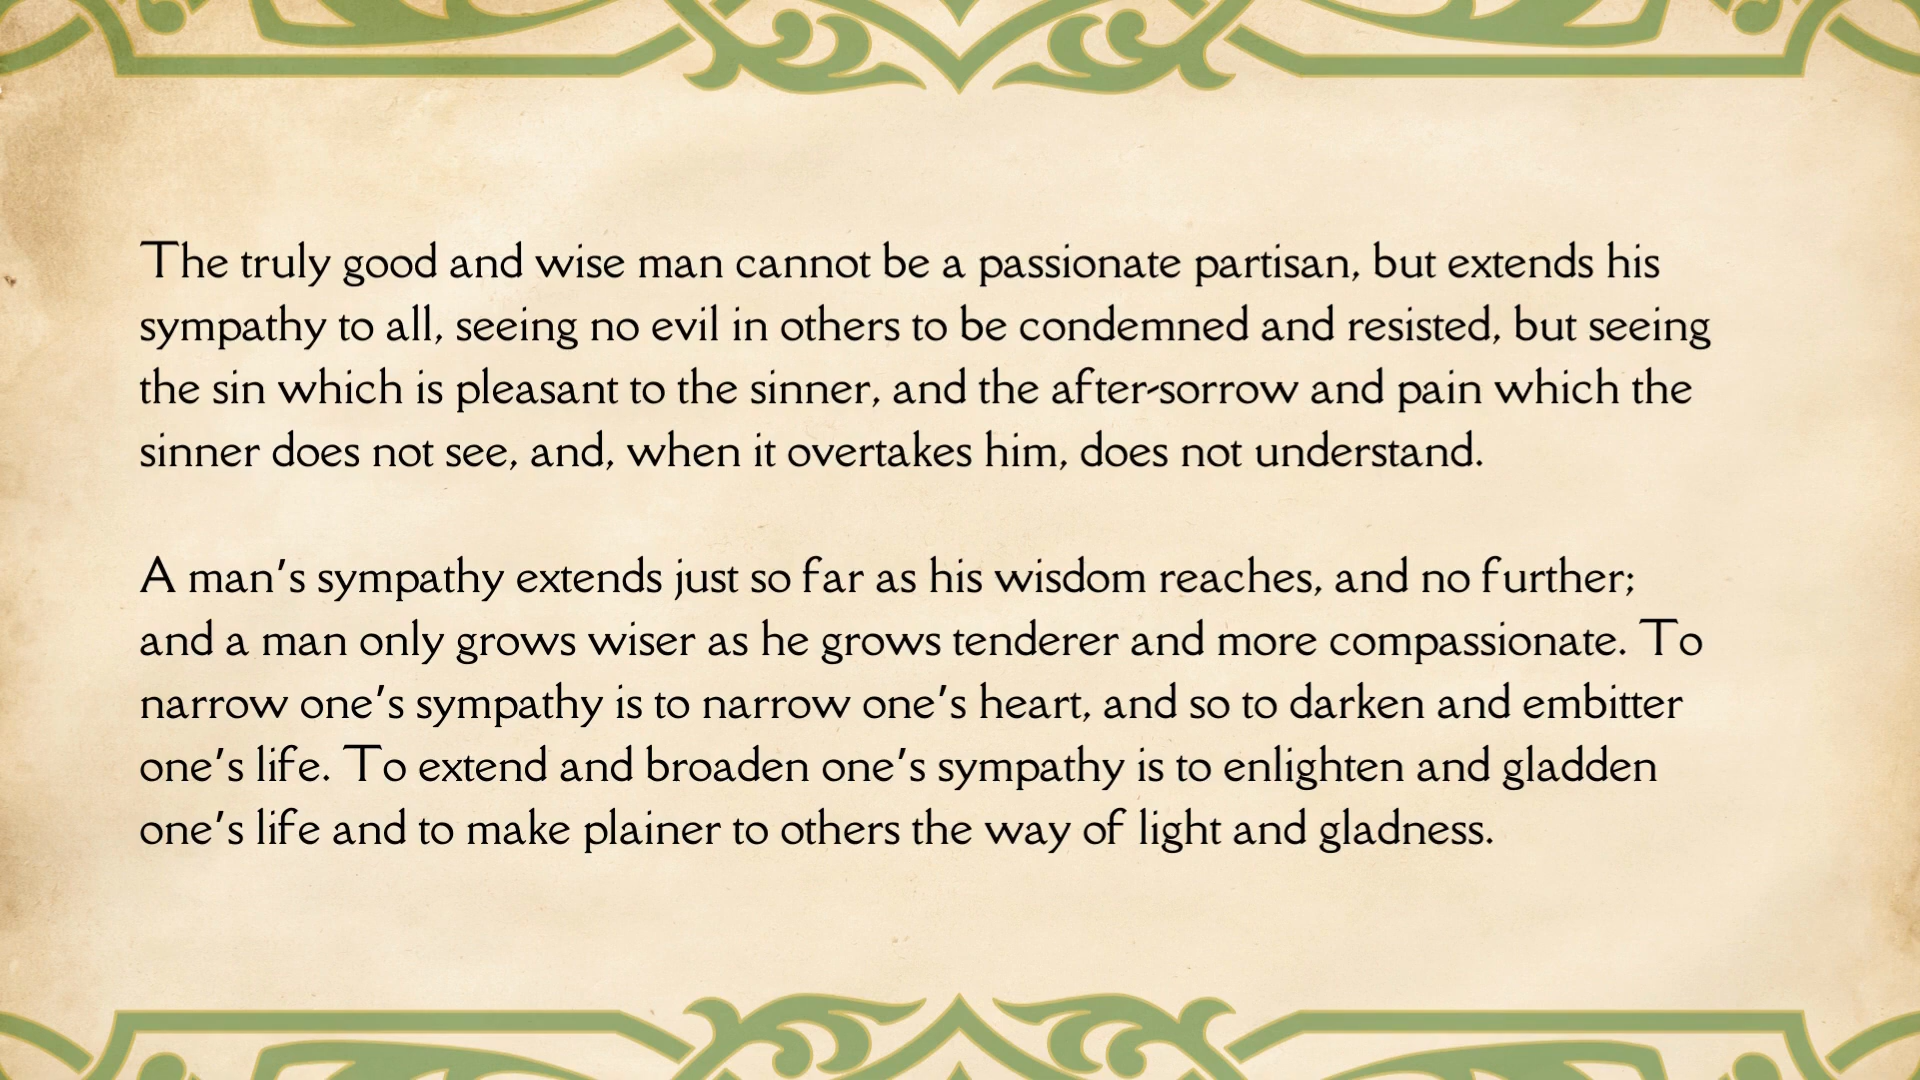 The truly good and wise man cannot be a passionate partisan, but extends his
sympathy to all, seeing no evil in others to be condemned and resisted, but seeing
the sin which is pleasant to the sinner, and the after-sorrow and pain which the
sinner does not see, and, when it overtakes him, does not understand.
A man's sympathy extends just so far as his wisdom reaches, and no further;
and a man only grows wiser as he grows tenderer and more compassionate. To
narrow one's sympathy is to narrow one's heart, and so to darken and embitter
one's life. To extend and broaden one's sympathy is to enlighten and gladden
one's life and to make plainer to others the way of light and gladness.